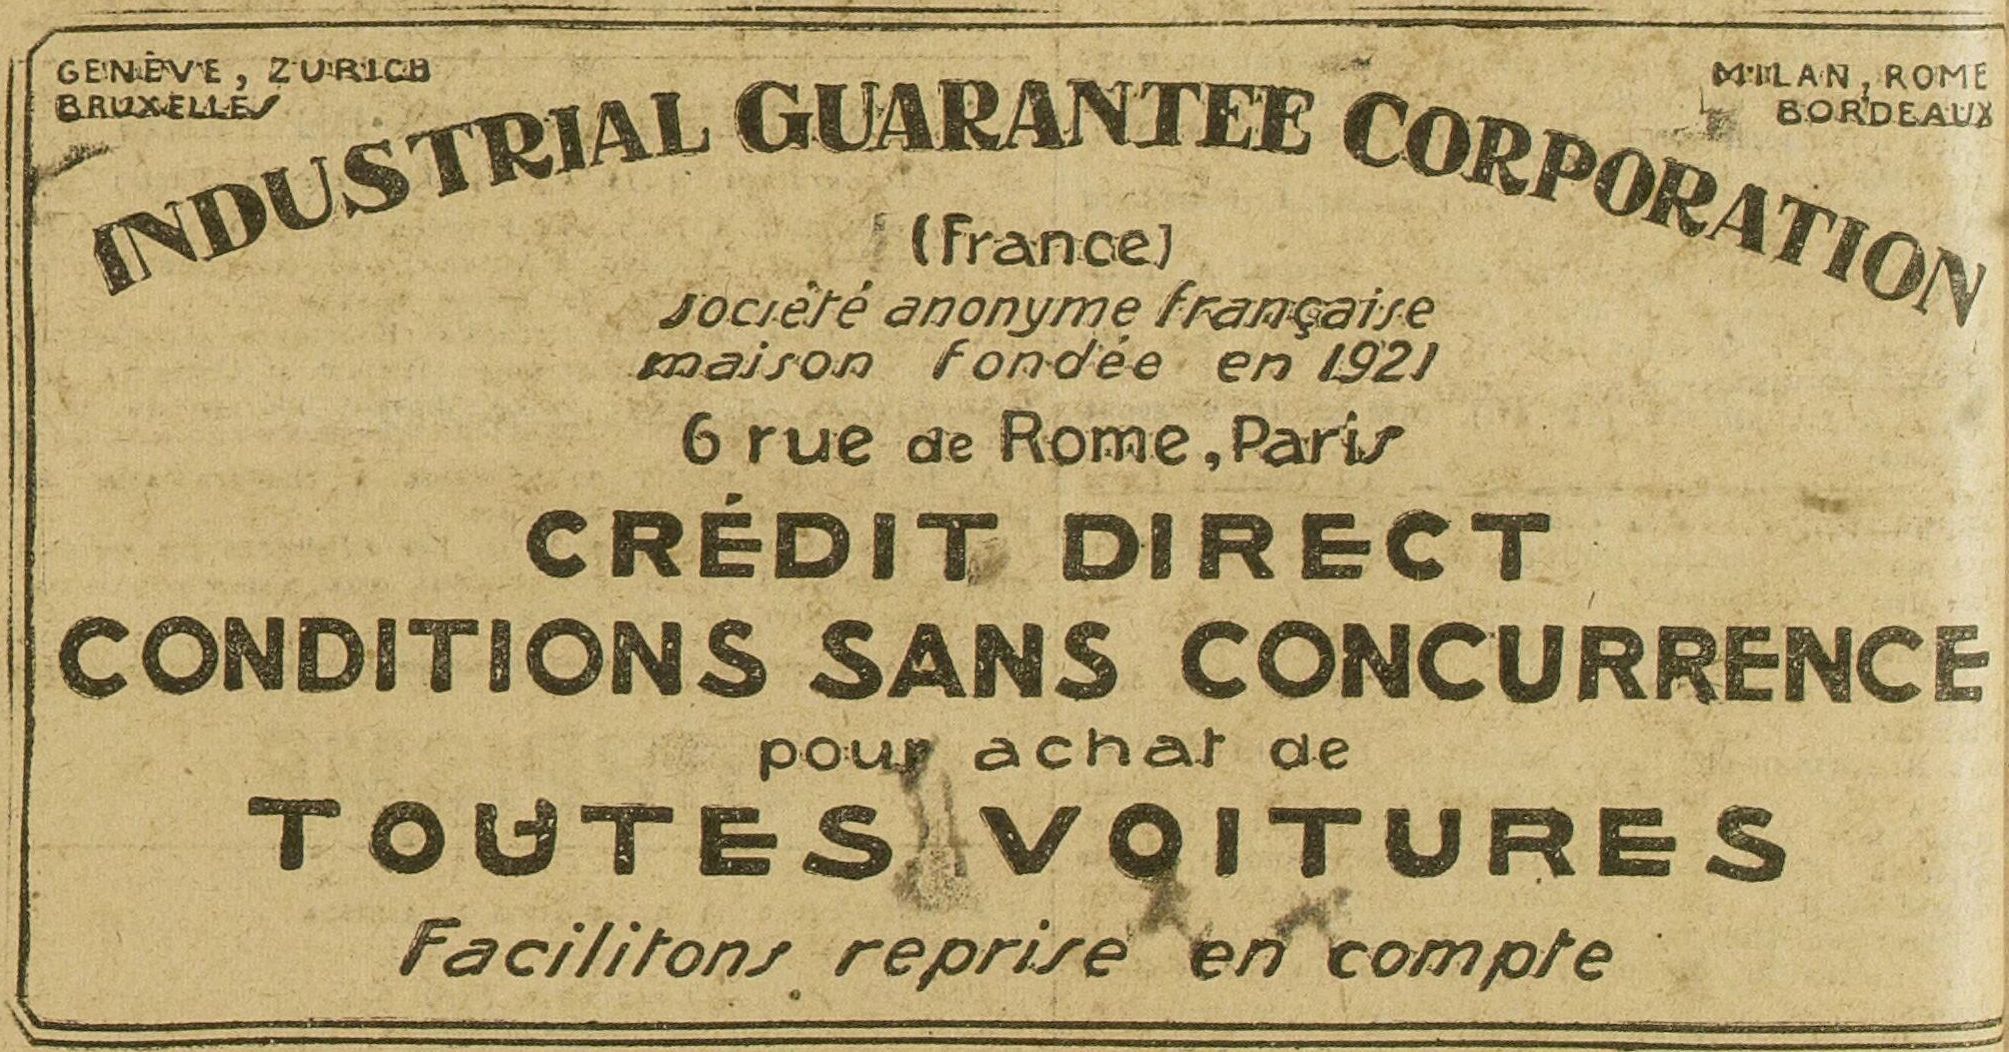 GENÈVE, ZURICH
BRUXELLES
MILAN, ROME
BORDEAUX
INDUSTRIAL GUARANTEE CORPORATION
(France)
société anonyme française
maison fondée en 1921
6 rue de Rome, Paris
CRÉDIT DIRECT
CONDITIONS SANS CONCURRENCE
pour achat de
TOUTES VOITURES
Facilitons reprise en compte